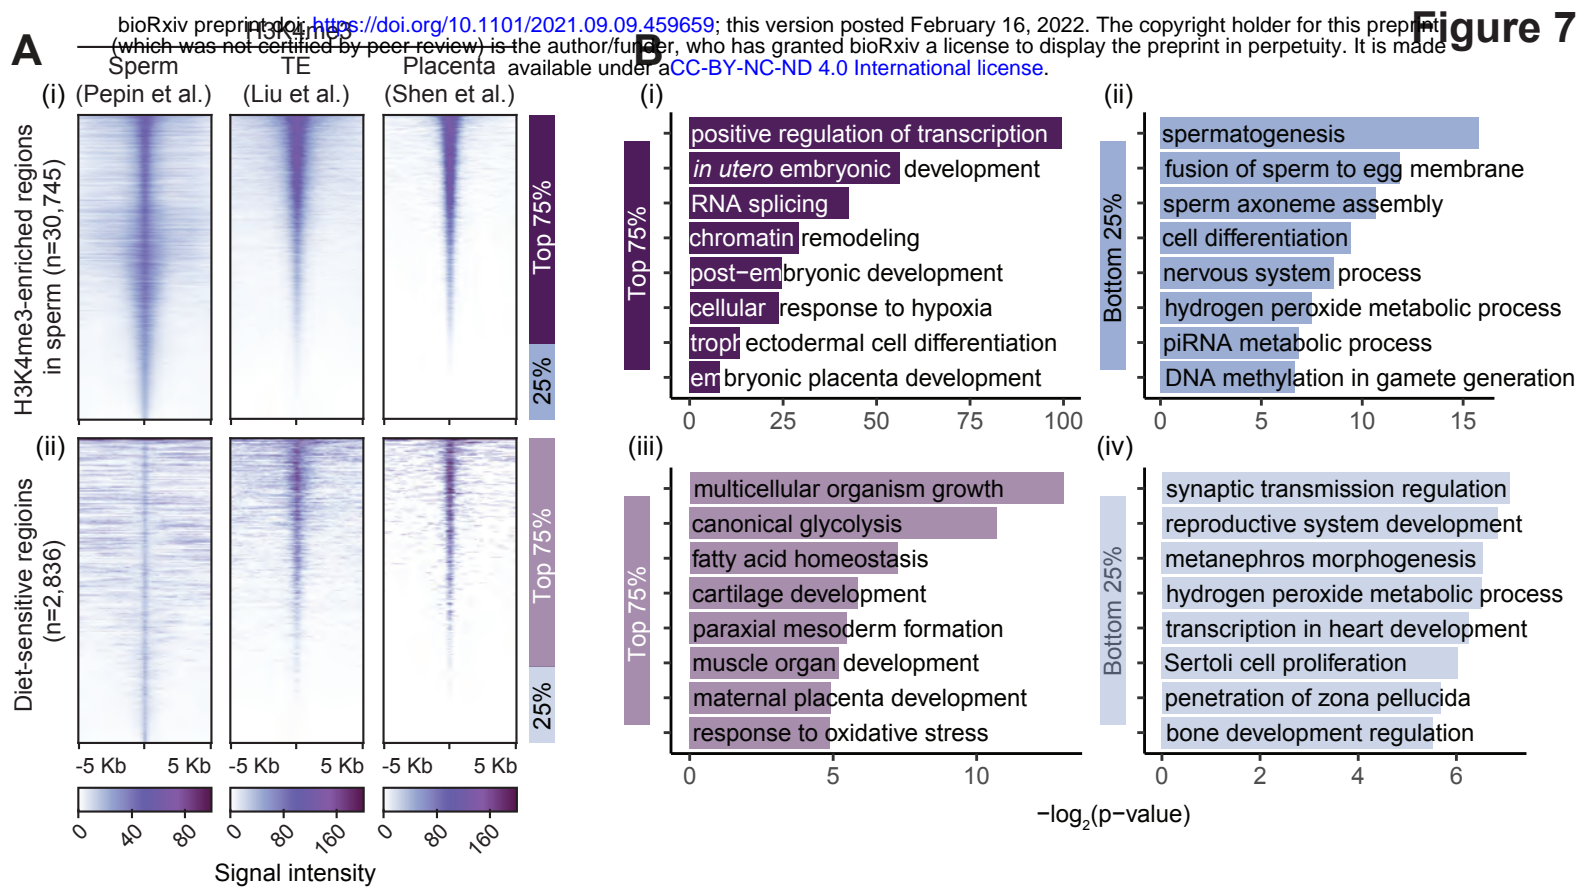 bioRxiv preprint doi: https://doi.org/10.1101/2021.09.09.459659; this version posted February 16, 2022. The copyright holder for this preprint
(which was not certified by peer review) is the author/funder, who has granted bioRxiv a license to display the preprint in perpetuity. It is made
available under aCC-BY-NC-ND 4.0 International license.
Figure 7
A
H3K4me3
Sperm
(Pepin et al.)
TE
(Liu et al.)
Placenta
(Shen et al.)
(i)
H3K4me3-enriched regions
in sperm (n=30,745)
Top 75%
25%
(ii)
Diet-sensitive regions
(n=2,836)
Top 75%
25%
-5 Kb 5 Kb
-5 Kb 5 Kb
-5 Kb 5 Kb
0 40 80
0 80 160
0 80 160
Signal intensity
B
(i)
Top 75%
positive regulation of transcription
in utero embryonic development
RNA splicing
chromatin remodeling
post−embryonic development
cellular response to hypoxia
trophectodermal cell differentiation
embryonic placenta development
0 25 50 75 100
(ii)
Bottom 25%
spermatogenesis
fusion of sperm to egg membrane
sperm axoneme assembly
cell differentiation
nervous system process
hydrogen peroxide metabolic process
piRNA metabolic process
DNA methylation in gamete generation
0 5 10 15
(iii)
Top 75%
multicellular organism growth
canonical glycolysis
fatty acid homeostasis
cartilage development
paraxial mesoderm formation
muscle organ development
maternal placenta development
response to oxidative stress
0 5 10
(iv)
Bottom 25%
synaptic transmission regulation
reproductive system development
metanephros morphogenesis
hydrogen peroxide metabolic process
transcription in heart development
Sertoli cell proliferation
penetration of zona pellucida
bone development regulation
0 2 4 6
−log2(p−value)